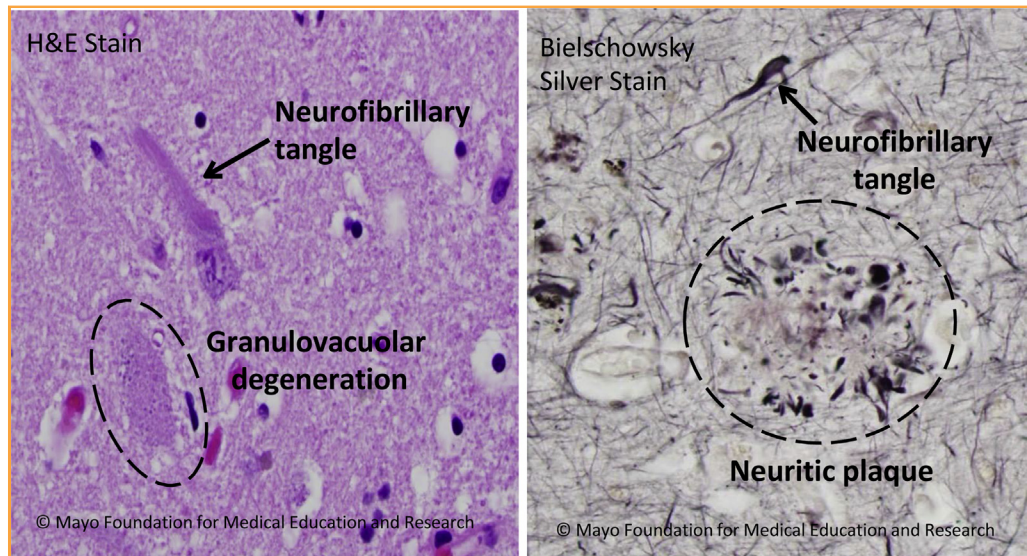 H&E Stain
Neurofibrillary
tangle
Granulovacuolar
degeneration
© Mayo Foundation for Medical Education and Research
Bielschowsky
Silver Stain
Neurofibrillary
tangle
Neuritic plaque
© Mayo Foundation for Medical Education and Research